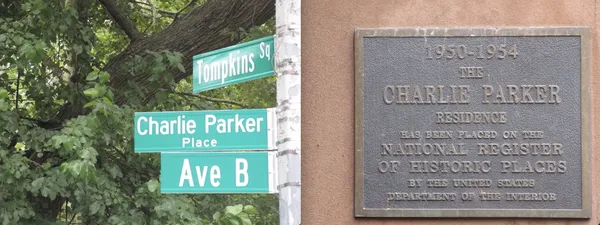 Tompkins Sq
Charlie Parker
Place
Ave B
1950-1954
THE
CHARLIE PARKER
RESIDENCE
HAS BEEN PLACED ON THE
NATIONAL REGISTER
OF HISTORIC PLACES
BY THE UNITED STATES
DEPARTMENT OF THE INTERIOR